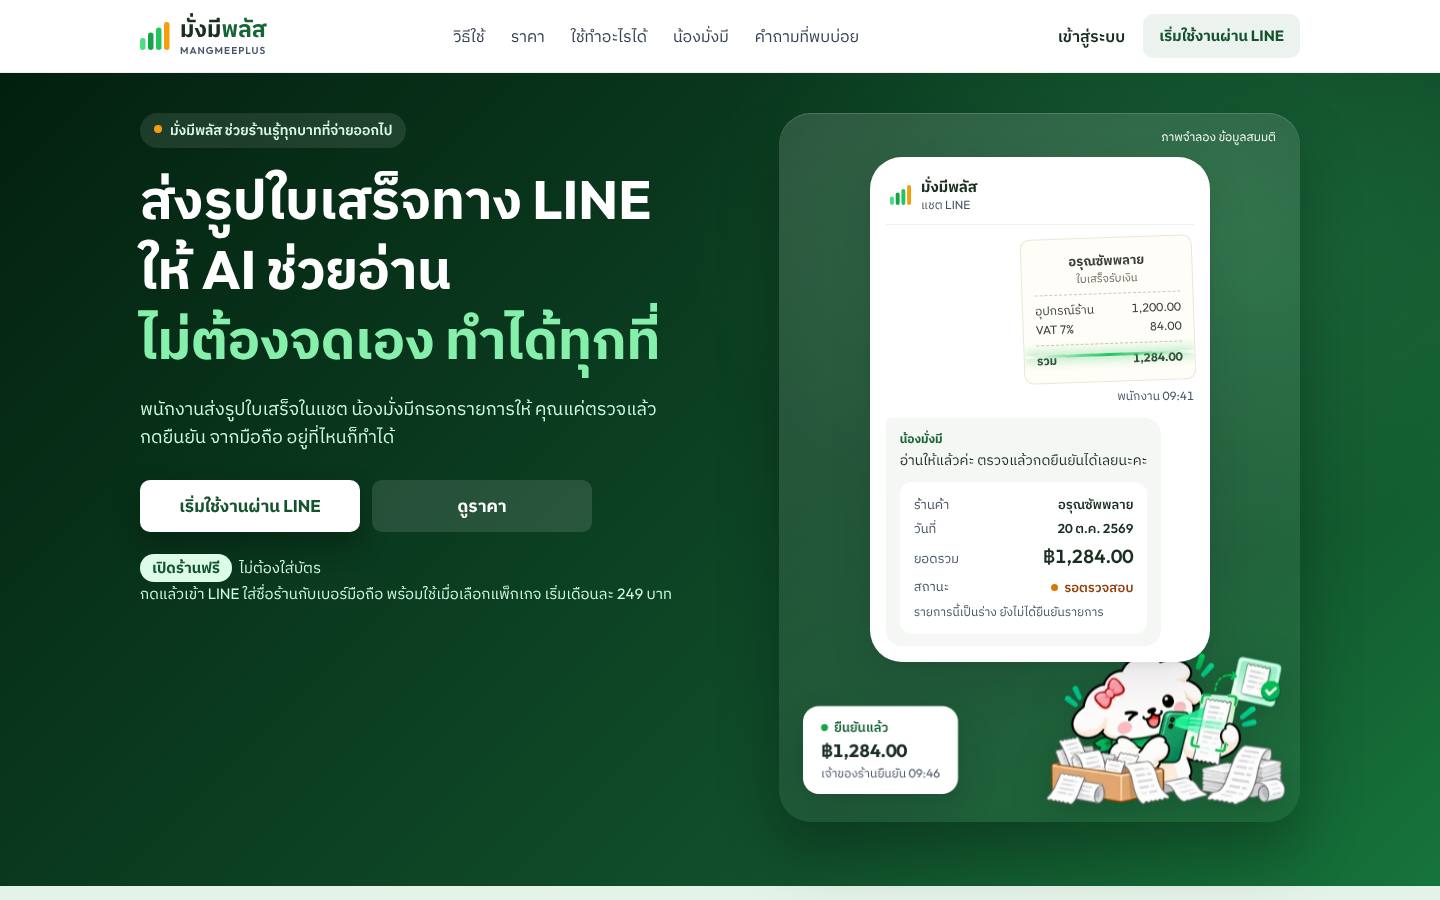 มั่งมีพลัส
MANGMEEPLUS
วิธีใช้
ราคา
ใช้ทำอะไรได้
น้องมั่งมี
คำถามที่พบบ่อย
เข้าสู่ระบบ
เริ่มใช้งานผ่าน LINE
มั่งมีพลัส ช่วยร้านรู้ทุกบาทที่จ่ายออกไป
ส่งรูปใบเสร็จทาง LINE
ให้ AI ช่วยอ่าน
ไม่ต้องจดเอง ทำได้ทุกที่
พนักงานส่งรูปใบเสร็จในแชต น้องมั่งมีกรอกรายการให้ คุณแค่ตรวจแล้ว
กดยืนยัน จากมือถือ อยู่ที่ไหนก็ทำได้
เริ่มใช้งานผ่าน LINE
ดูราคา
เปิดร้านฟรี ไม่ต้องใส่บัตร
กดแล้วเข้า LINE ใส่ชื่อร้านกับเบอร์มือถือ พร้อมใช้เมื่อเลือกแพ็กเกจ เริ่มเดือนละ 249 บาท
ภาพจำลอง ข้อมูลสมมติ
มั่งมีพลัส
แชต LINE
อรุณซัพพลาย
ใบเสร็จรับเงิน
อุปกรณ์ร้าน 1,200.00
VAT 7% 84.00
รวม 1,284.00
พนักงาน 09:41
น้องมั่งมี
อ่านให้แล้วค่ะ ตรวจแล้วกดยืนยันได้เลยนะคะ
ร้านค้า อรุณซัพพลาย
วันที่ 20 ต.ค. 2569
ยอดรวม ฿1,284.00
สถานะ รอตรวจสอบ
รายการนี้เป็นร่าง ยังไม่ได้ยืนยันรายการ
ยืนยันแล้ว
฿1,284.00
เจ้าของร้านยืนยัน 09:46